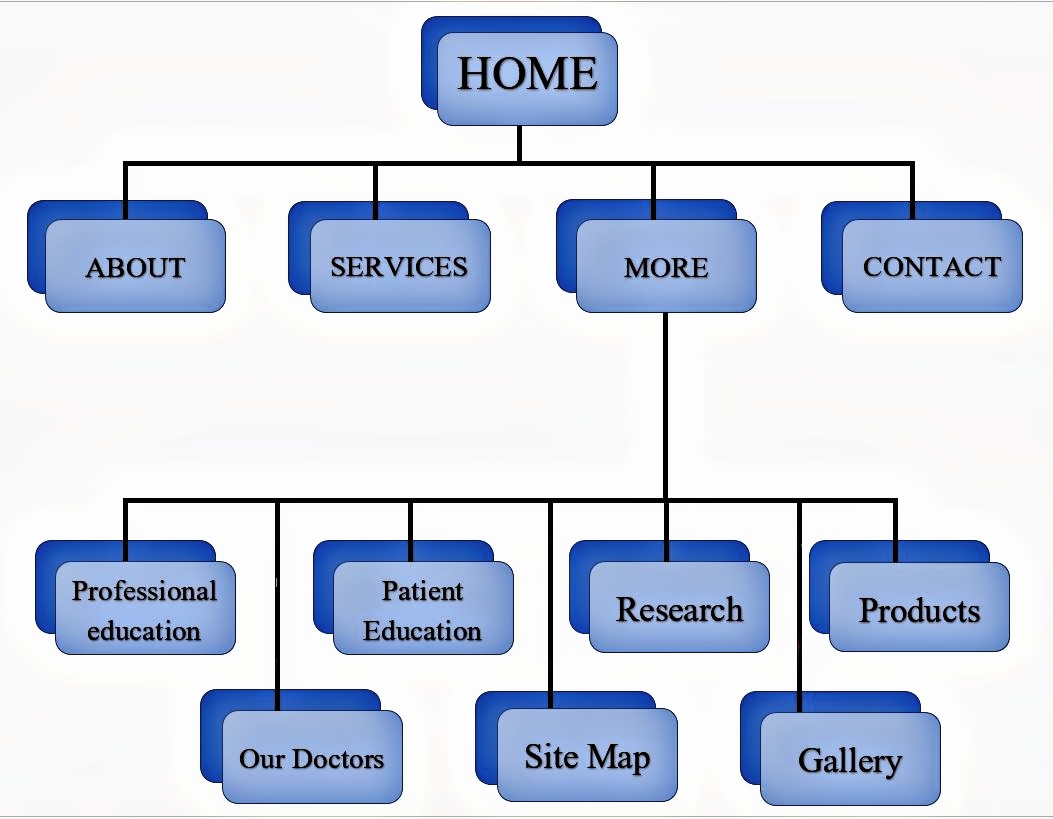 HOME
ABOUT
SERVICES
MORE
CONTACT
Professional
education
Patient
Education
Research
Products
Our Doctors
Site Map
Gallery